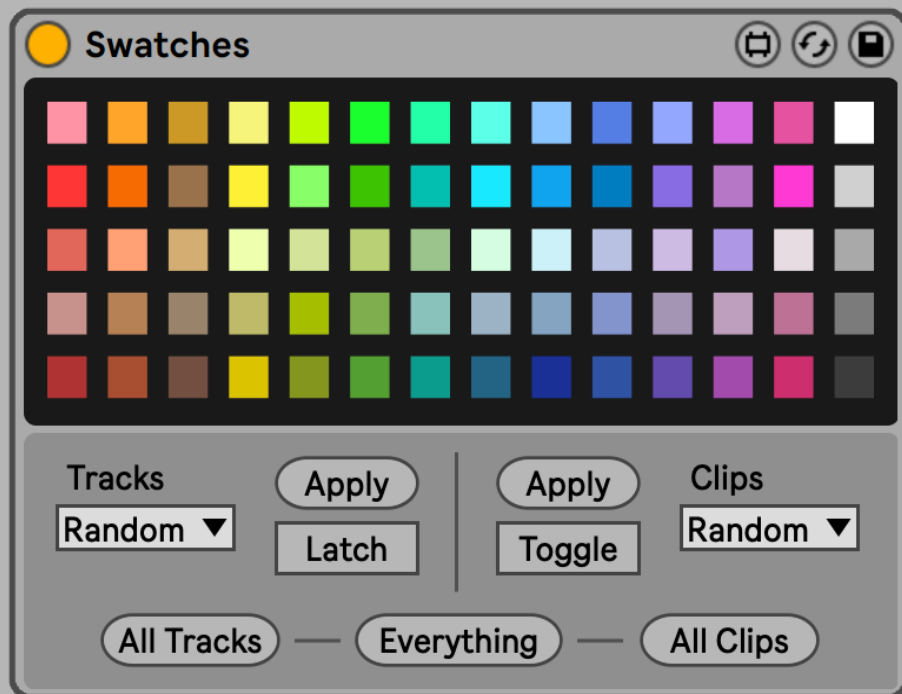 Swatches
Tracks
Apply
Apply
Clips
Random
Latch
Toggle
Random
All Tracks
Everything
All Clips